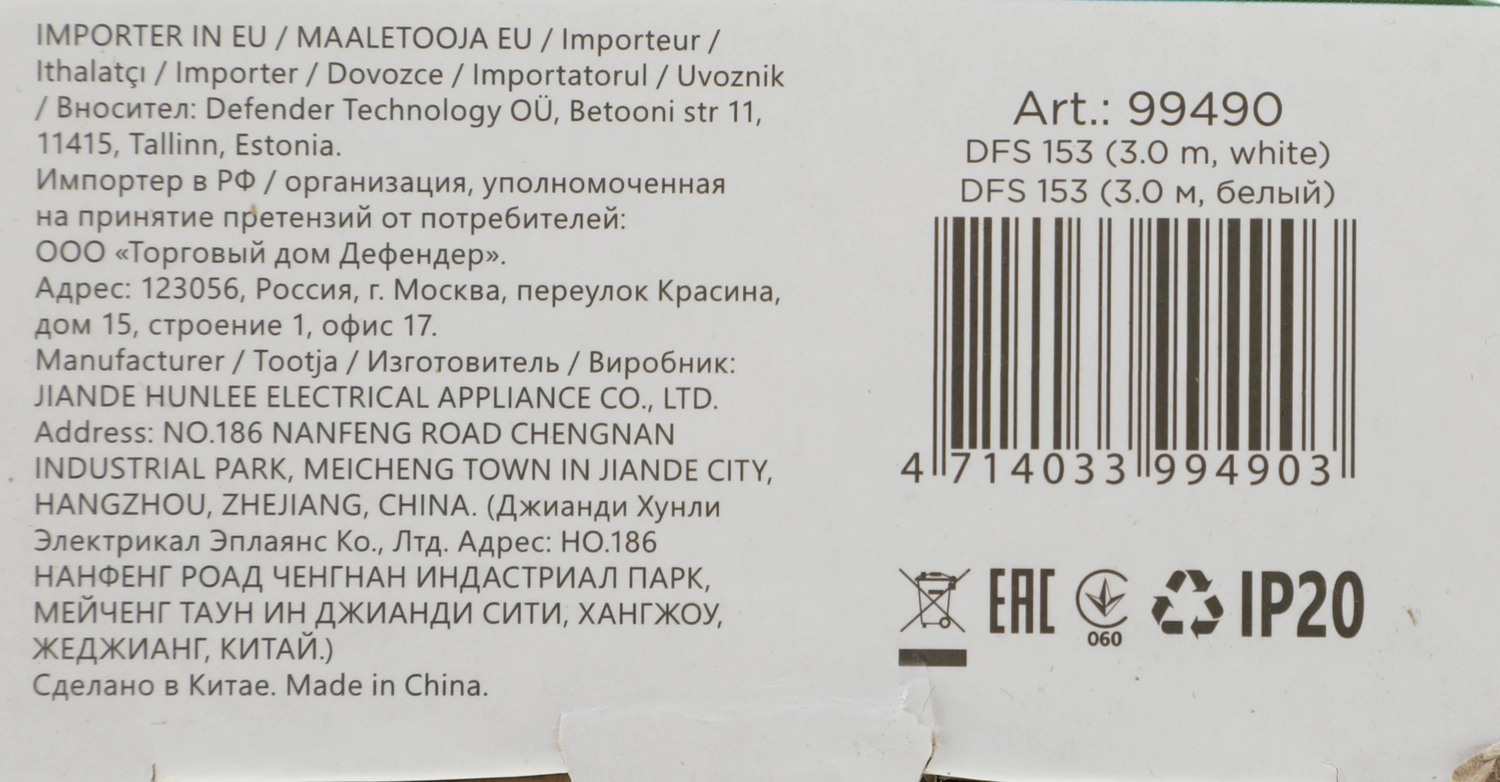 IMPORTER IN EU / MAALETOOJA EU / Importeur /
Ithalatçı / Importer / Dovozce / Importatorul / Uvoznik
/ Вносител: Defender Technology OÜ, Betooni str 11,
11415, Tallinn, Estonia.
Импортер в РФ / организация, уполномоченная
на принятие претензий от потребителей:
ООО «Торговый дом Дефендер».
Адрес: 123056, Россия, г. Москва, переулок Красина,
дом 15, строение 1, офис 17.
Manufacturer / Tootja / Изготовитель / Виробник:
JIANDE HUNLEE ELECTRICAL APPLIANCE CO., LTD.
Address: NO.186 NANFENG ROAD CHENGNAN
INDUSTRIAL PARK, MEICHENG TOWN IN JIANDE CITY,
HANGZHOU, ZHEJIANG, CHINA. (Джианди Хунли
Электрикал Эплаянс Ко., Лтд. Адрес: НО.186
НАНФЕНГ РОАД ЧЕНГНАН ИНДАСТРИАЛ ПАРК,
МЕЙЧЕНГ ТАУН ИН ДЖИАНДИ СИТИ, ХАНГЖОУ,
ЖЕДЖИАНГ, КИТАЙ.)
Сделано в Китае. Made in China.
Art.: 99490
DFS 153 (3.0 m, white)
DFS 153 (3.0 м, белый)
4 714033 994903
EAC
060
IP20